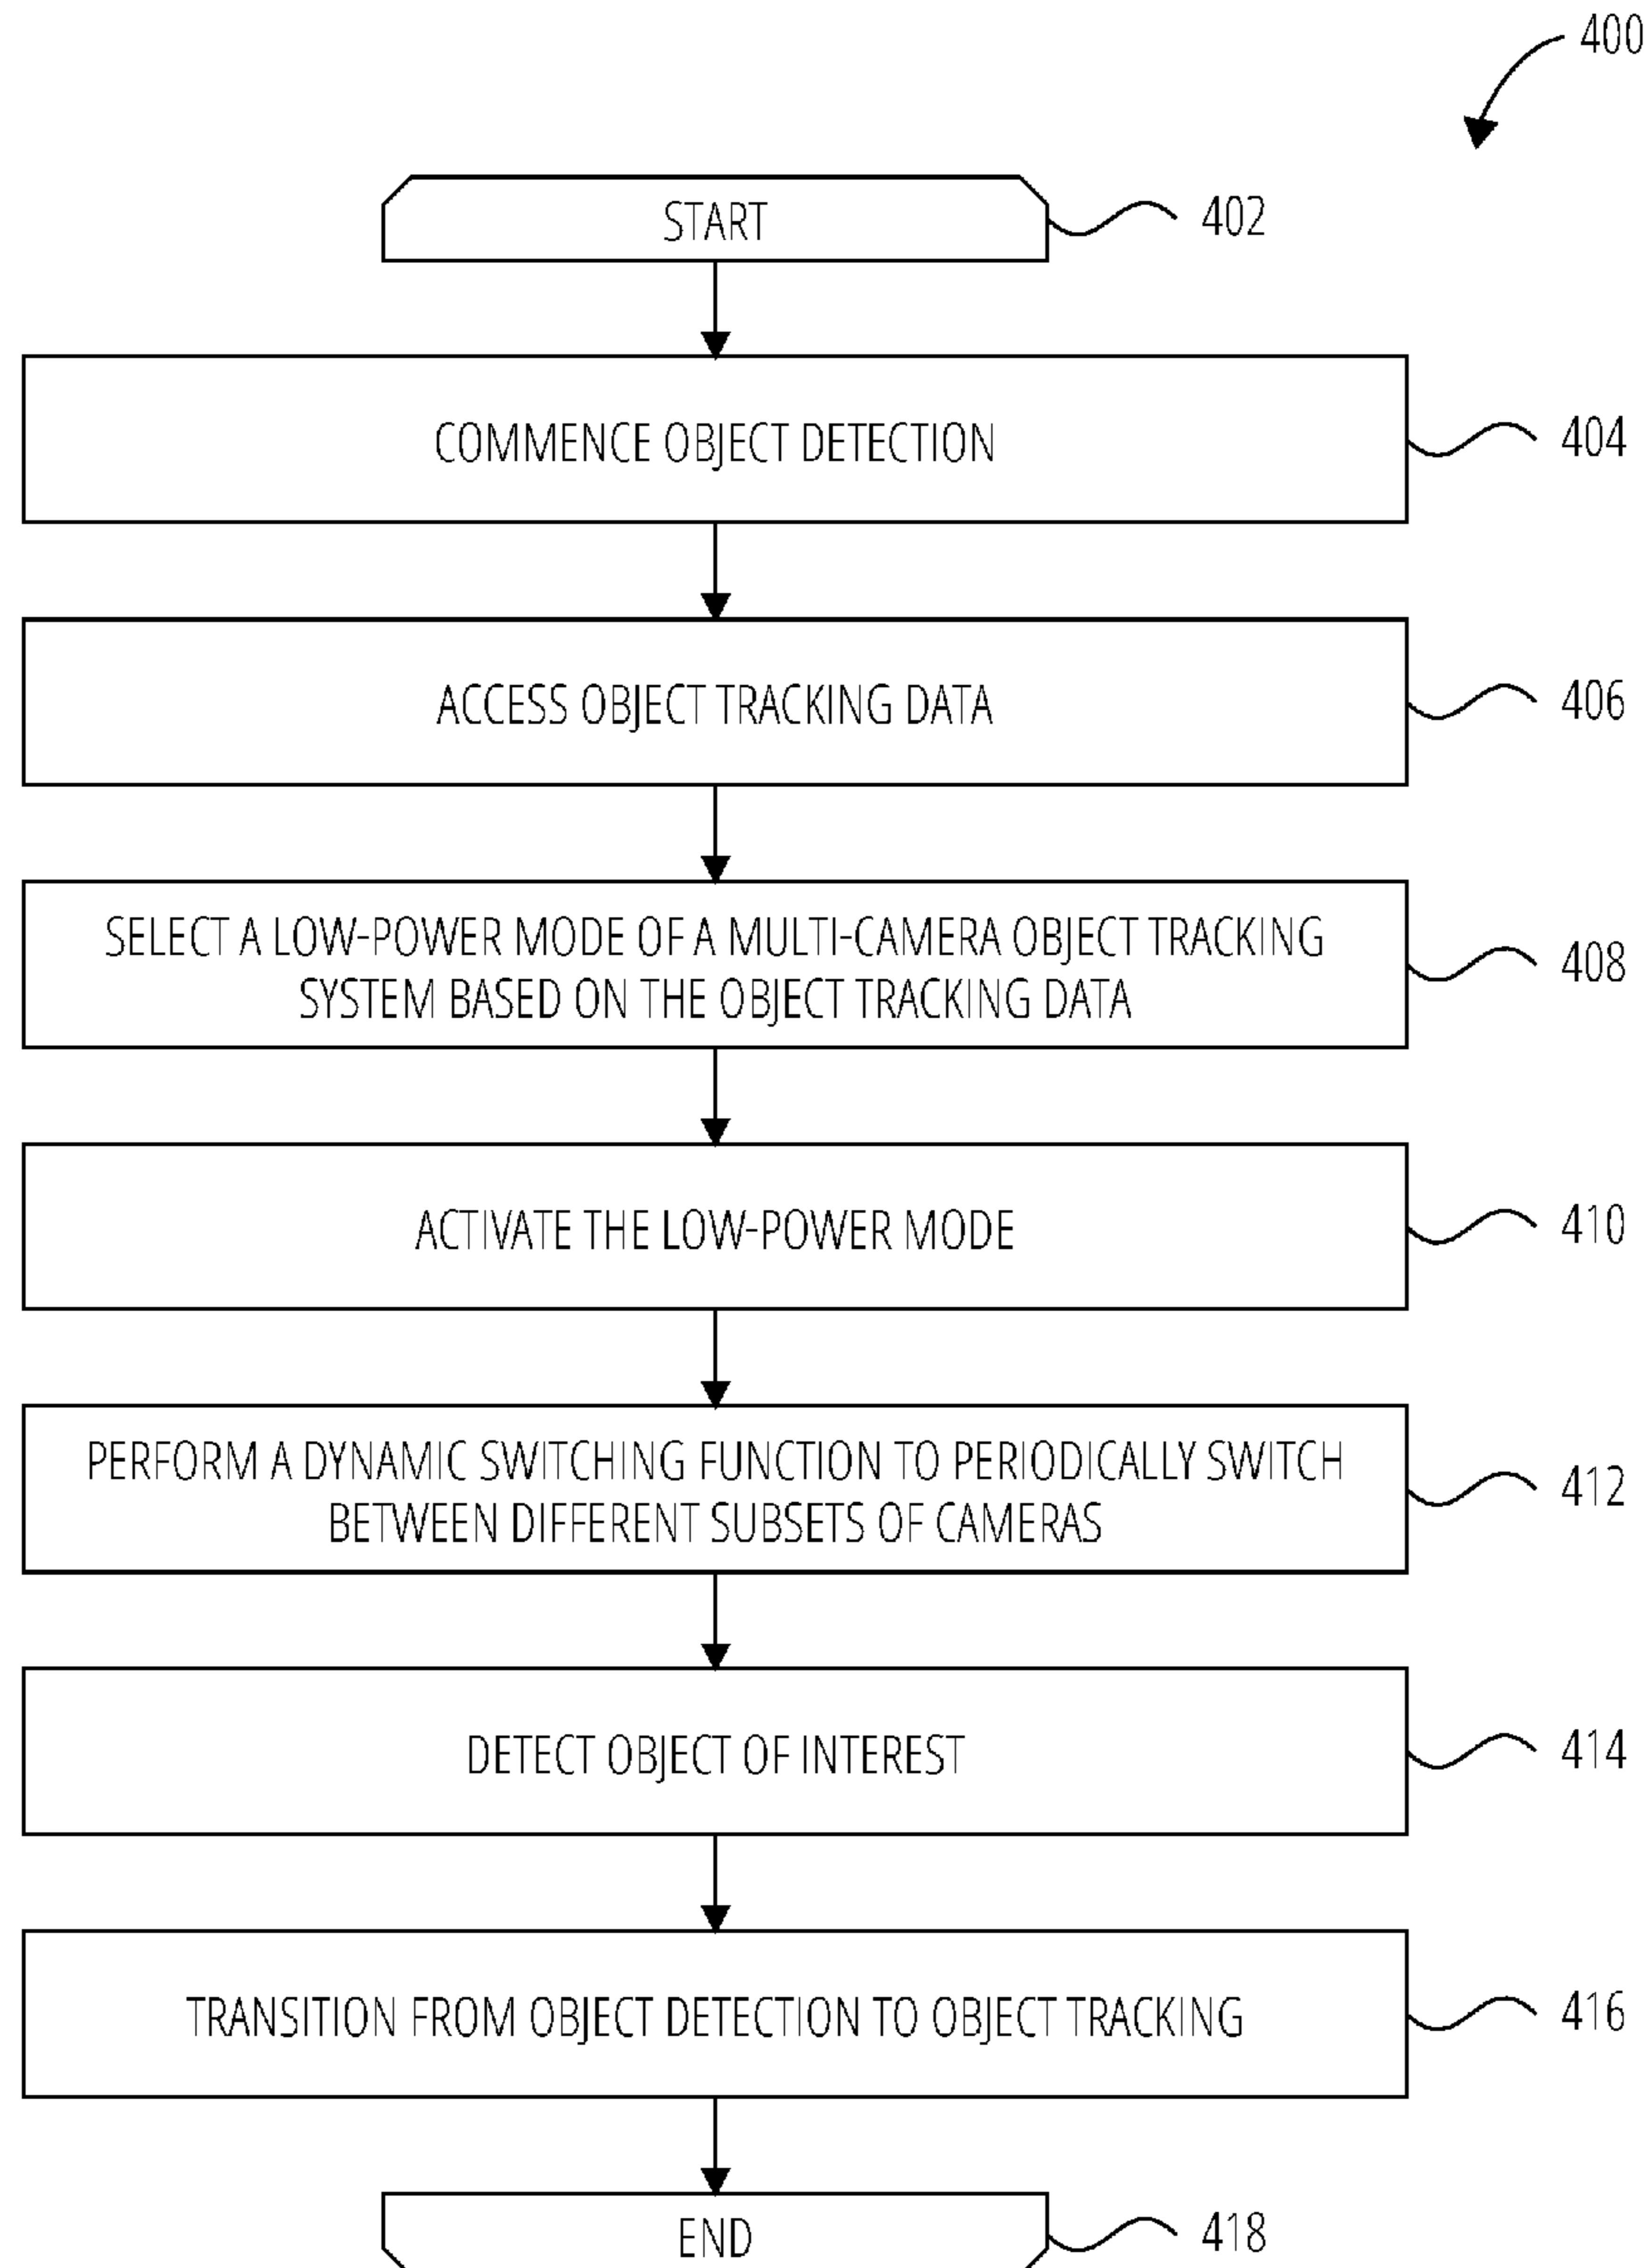 400
START
402
COMMENCE OBJECT DETECTION
404
ACCESS OBJECT TRACKING DATA
406
SELECT A LOW-POWER MODE OF A MULTI-CAMERA OBJECT TRACKING
SYSTEM BASED ON THE OBJECT TRACKING DATA
408
ACTIVATE THE LOW-POWER MODE
410
PERFORM A DYNAMIC SWITCHING FUNCTION TO PERIODICALLY SWITCH
BETWEEN DIFFERENT SUBSETS OF CAMERAS
412
DETECT OBJECT OF INTEREST
414
TRANSITION FROM OBJECT DETECTION TO OBJECT TRACKING
416
END
418